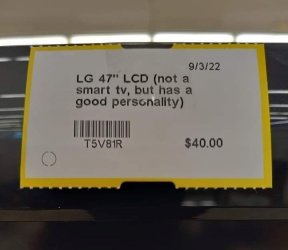 9/3/22
LG 47" LCD (not a
smart tv, but has a
good personality)
T5V81R
$40.00